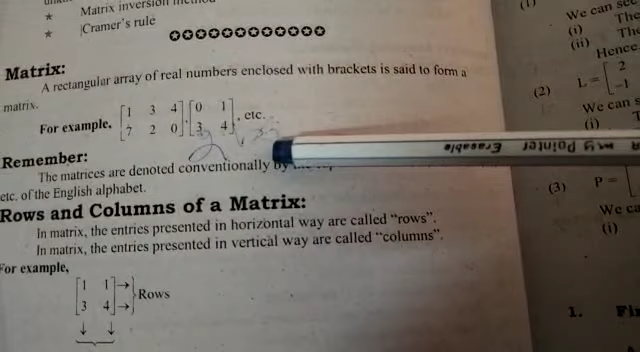 Matrix inversion method
★ Cramer's rule
Matrix:
A rectangular array of real numbers enclosed with brackets is said to form a
matrix.
For example, [1 3 4
7 2 0], [0 1
3 4], etc.
Remember:
The matrices are denoted conventionally by
etc. of the English alphabet.
Rows and Columns of a Matrix:
In matrix, the entries presented in horizontal way are called "rows".
In matrix, the entries presented in vertical way are called "columns".
For example,
[1 1
3 4] → → } Rows
↓ ↓
(1)
We can see
(i) The
(ii) The
Hence
(2) L = [2
-1
We can s
(i) T
(3) P =
We ca
(i)
1. Fi
my Pointer Erasable